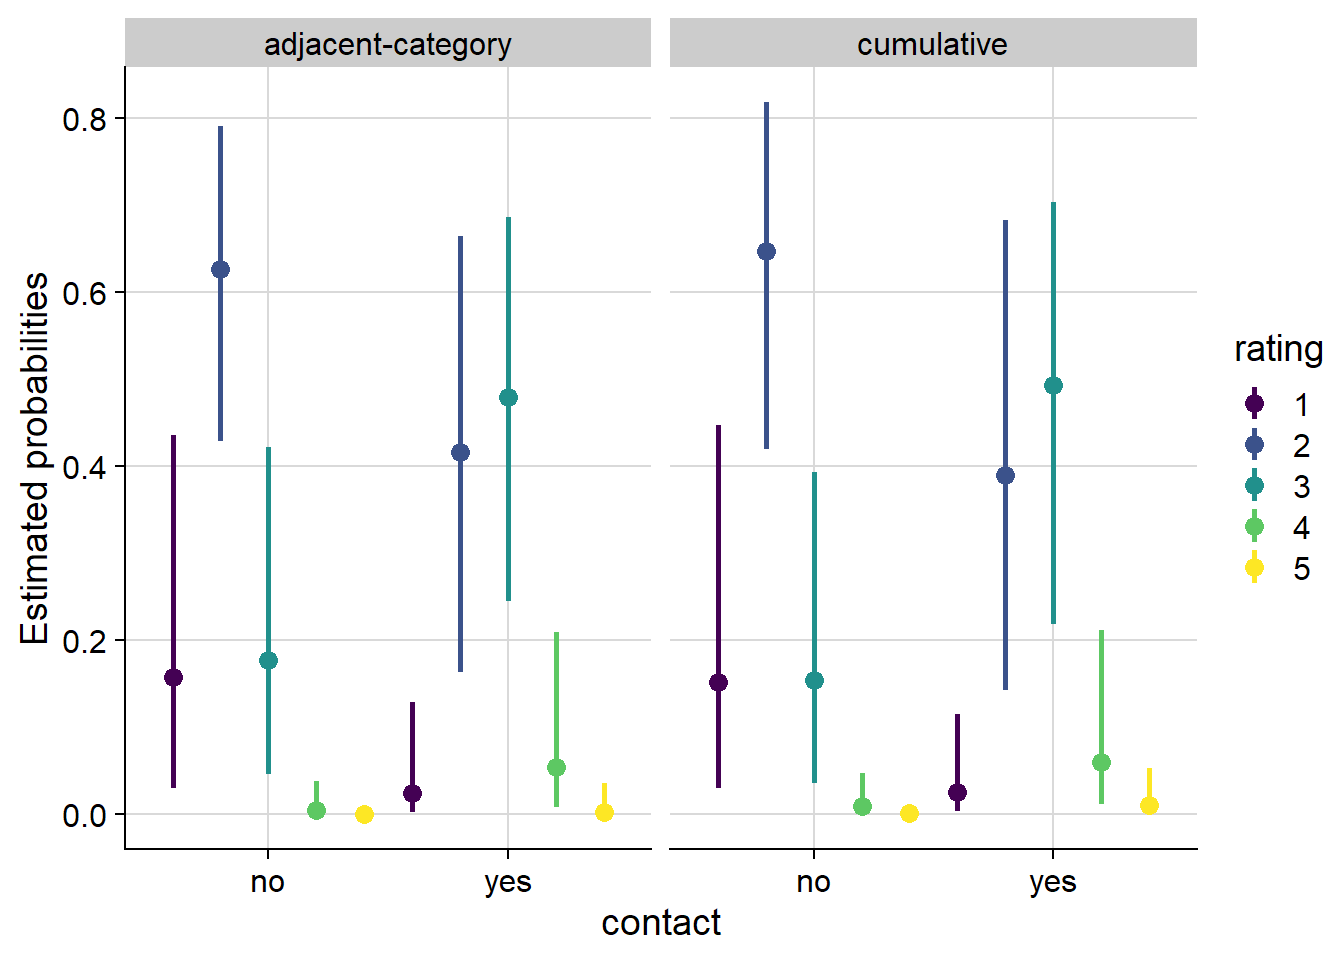 adjacent-category
cumulative
Estimated probabilities
0.8
0.6
0.4
0.2
0.0
no
yes
no
yes
contact
rating
1
2
3
4
5